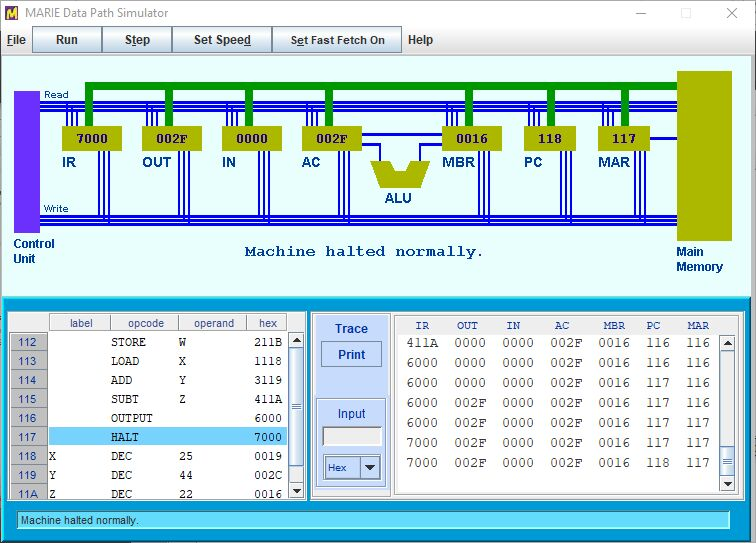 MARIE Data Path Simulator
File Run Step Set Speed Set Fast Fetch On Help
Read
7000 002F 0000 002F 0016 118 117
IR OUT IN AC MBR PC MAR
ALU
Write
Control Unit
Machine halted normally.
Main Memory
label opcode operand hex
112 STORE W 211B
113 LOAD X 1118
114 ADD Y 3119
115 SUBT Z 411A
116 OUTPUT 6000
117 HALT 7000
118 X DEC 25 0019
119 Y DEC 44 002C
11A Z DEC 22 0016
Trace
Print
Input
Hex
IR OUT IN AC MBR PC MAR
411A 0000 0000 002F 0016 116 116
6000 0000 0000 002F 0016 116 116
6000 0000 0000 002F 0016 117 116
6000 002F 0000 002F 0016 117 116
6000 002F 0000 002F 0016 117 117
7000 002F 0000 002F 0016 117 117
7000 002F 0000 002F 0016 118 117
Machine halted normally.